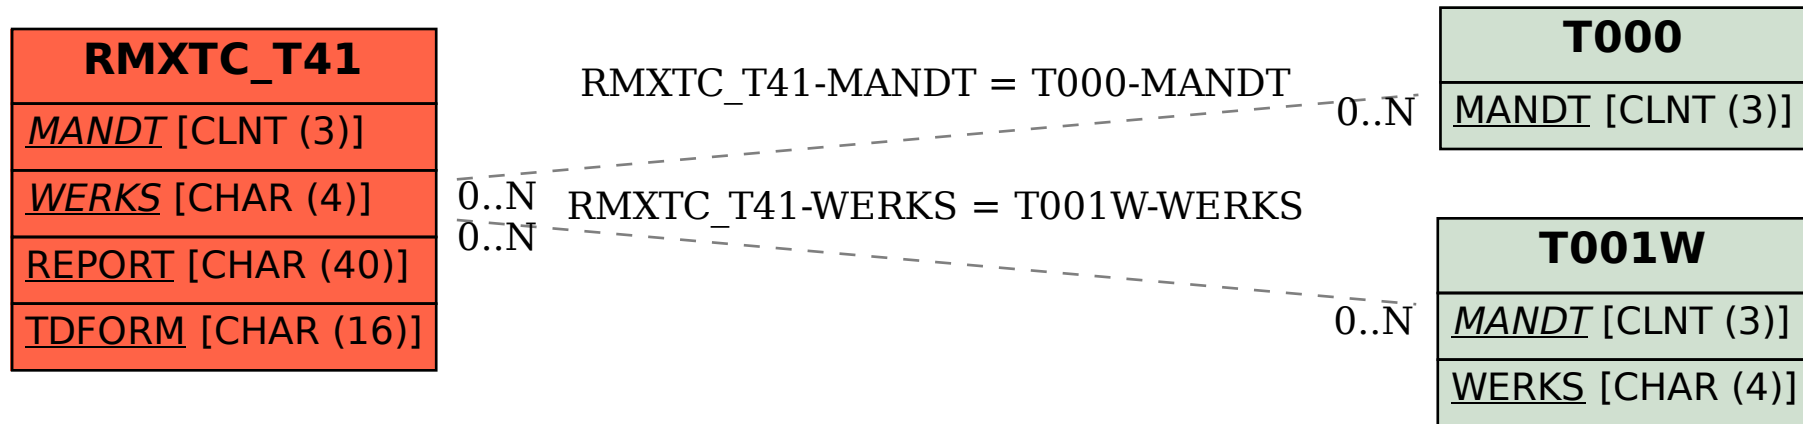 RMXTC_T41
MANDT [CLNT (3)]
WERKS [CHAR (4)]
REPORT [CHAR (40)]
TDFORM [CHAR (16)]
RMXTC_T41-MANDT = T000-MANDT
0..N
0..N
RMXTC_T41-WERKS = T001W-WERKS
0..N
0..N
T000
MANDT [CLNT (3)]
T001W
MANDT [CLNT (3)]
WERKS [CHAR (4)]